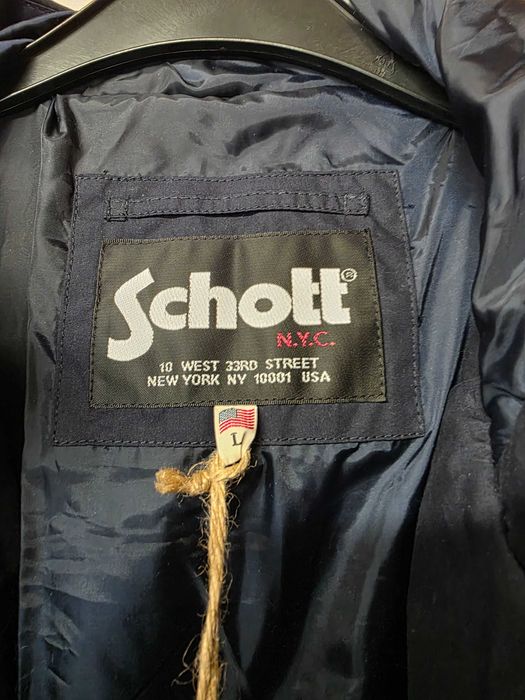 Schott®
N.Y.C.
10 WEST 33RD STREET
NEW YORK NY 10001 USA
L